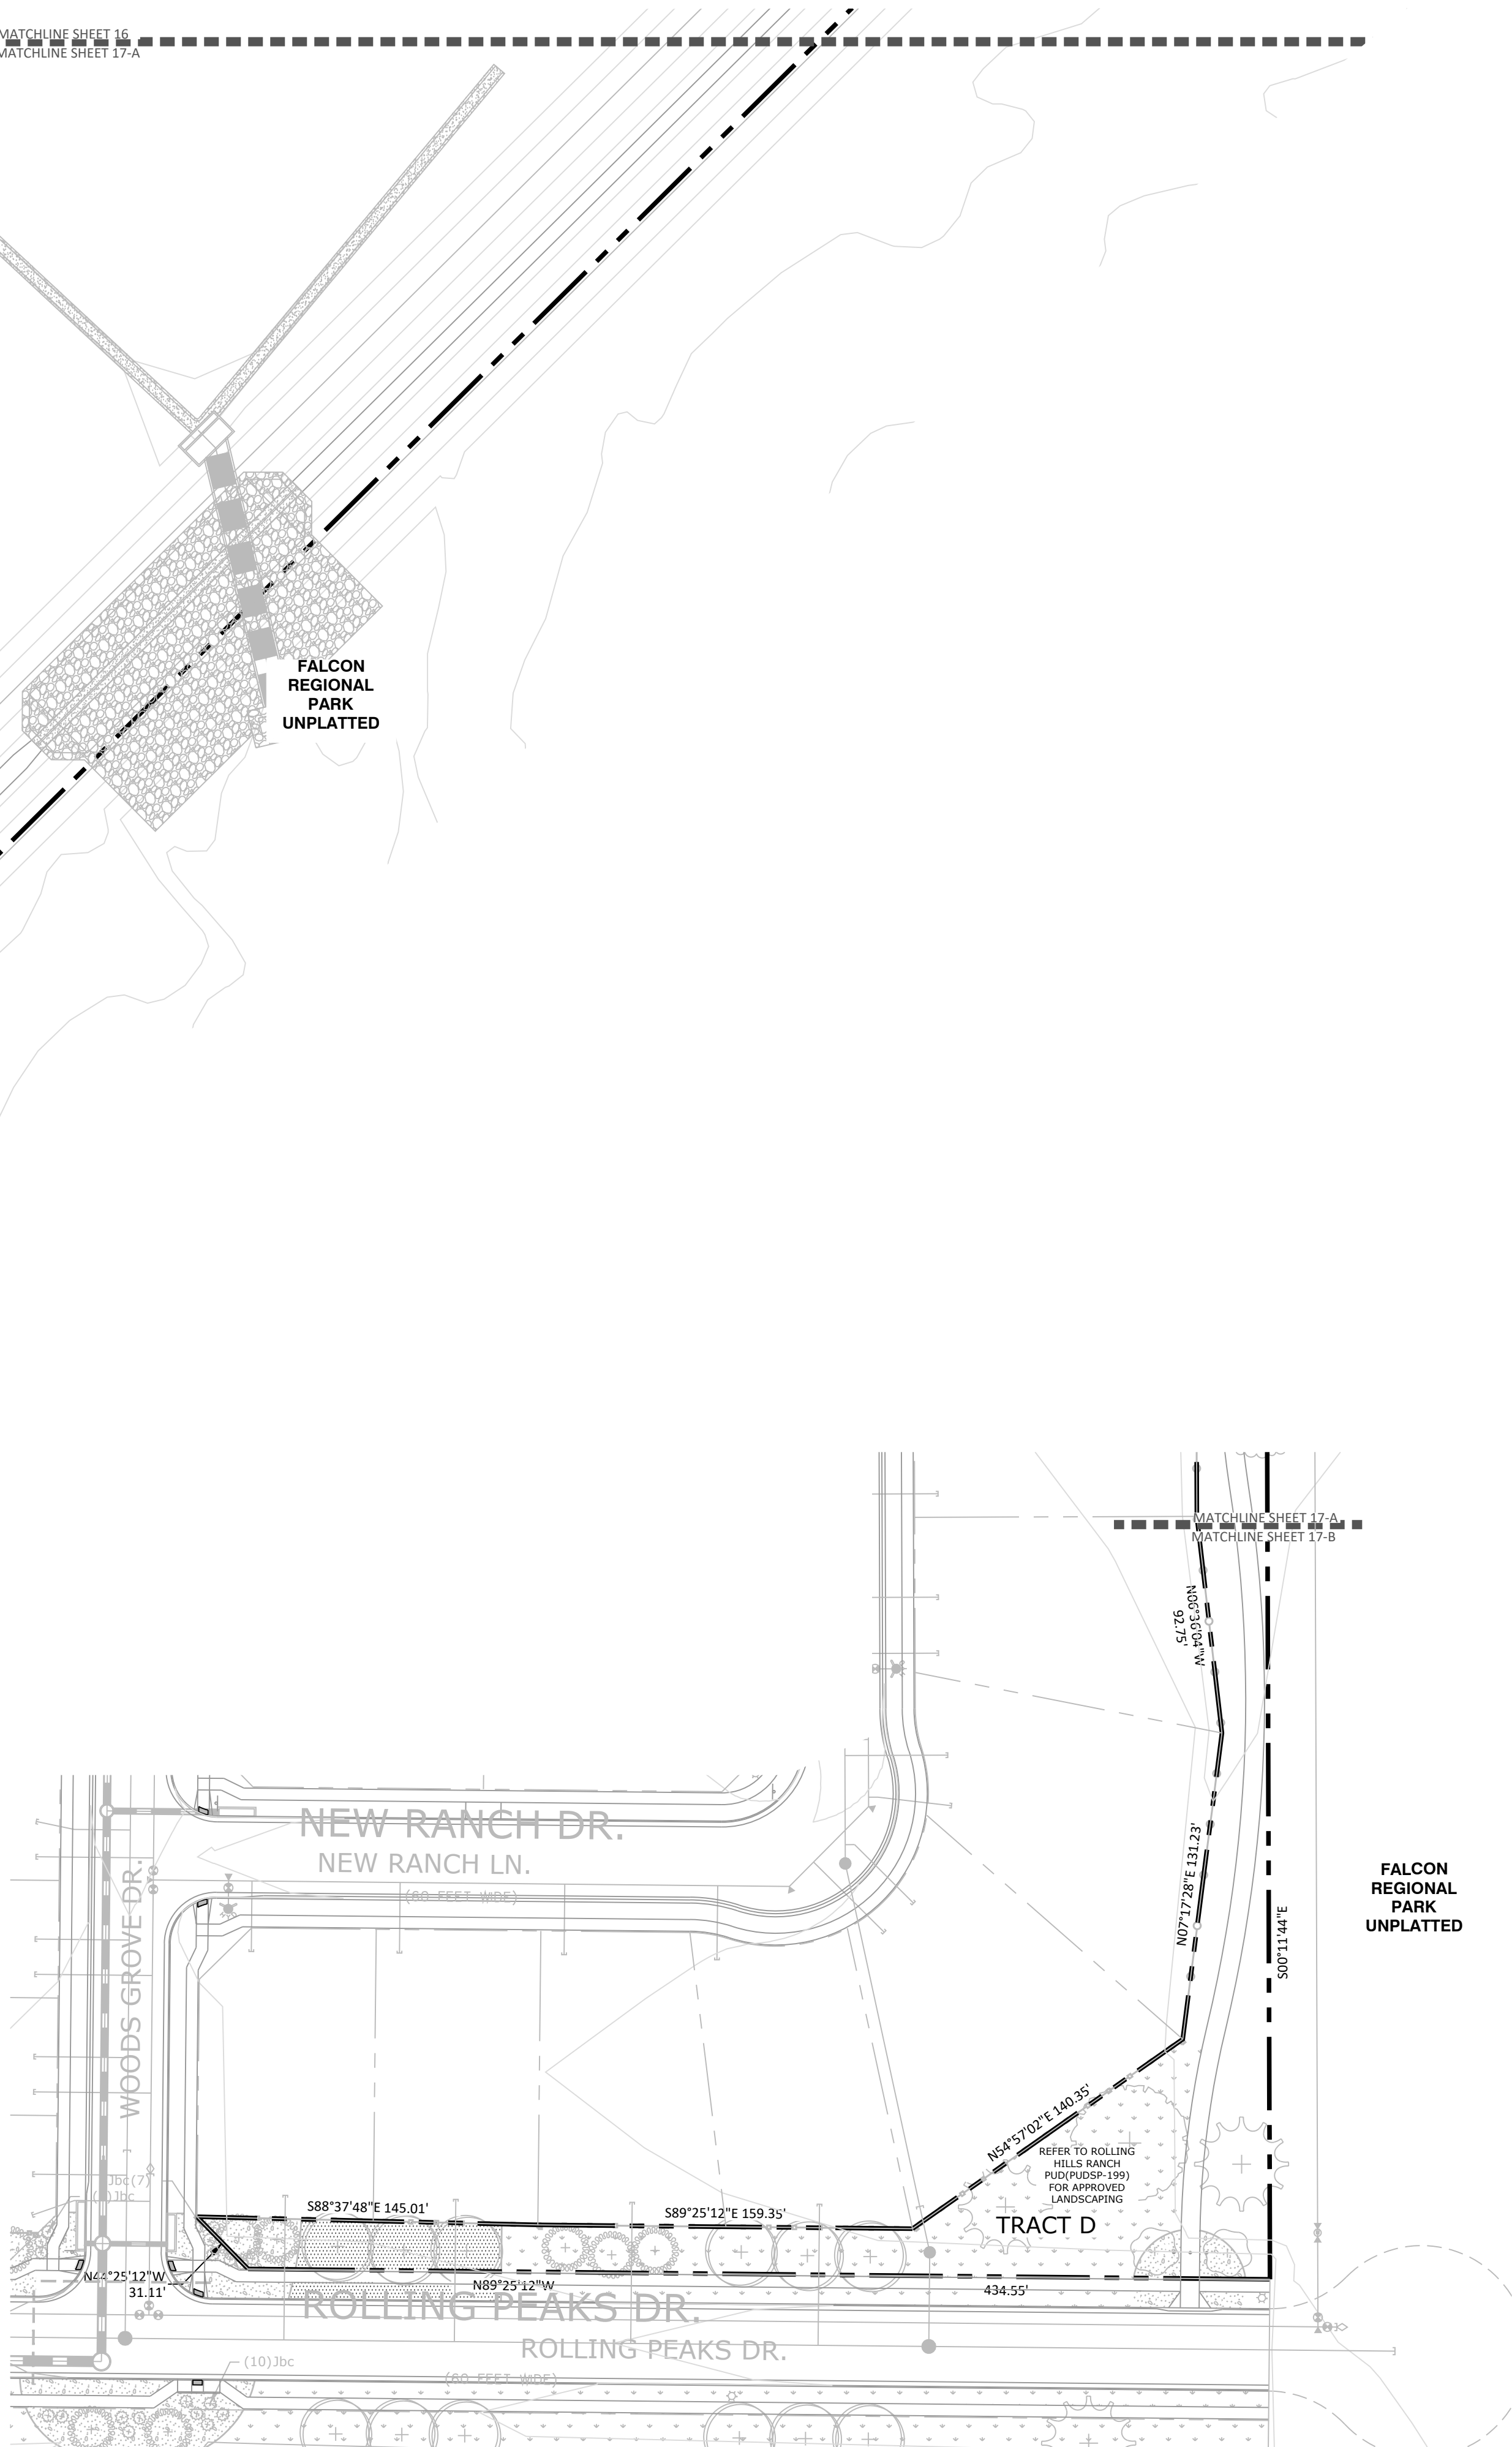 MATCHLINE SHEET 16
MATCHLINE SHEET 17-A
FALCON
REGIONAL
PARK
UNPLATTED
MATCHLINE SHEET 17-A
MATCHLINE SHEET 17-B
N06°36'04"W
92.75'
NEW RANCH DR.
NEW RANCH LN.
(60 FEET WIDE)
WOODS GROVE DR.
N07°17'28"E 131.23'
S00°11'44"E
FALCON
REGIONAL
PARK
UNPLATTED
N54°57'02"E 140.35'
REFER TO ROLLING
HILLS RANCH
PUD(PUDSP-199)
FOR APPROVED
LANDSCAPING
TRACT D
Jbc(7)
)Jbc
S88°37'48"E 145.01'
S89°25'12"E 159.35'
N44°25'12"W
31.11'
N89°25'12"W
434.55'
ROLLING PEAKS DR.
ROLLING PEAKS DR.
(60 FEET WIDE)
(10)Jbc